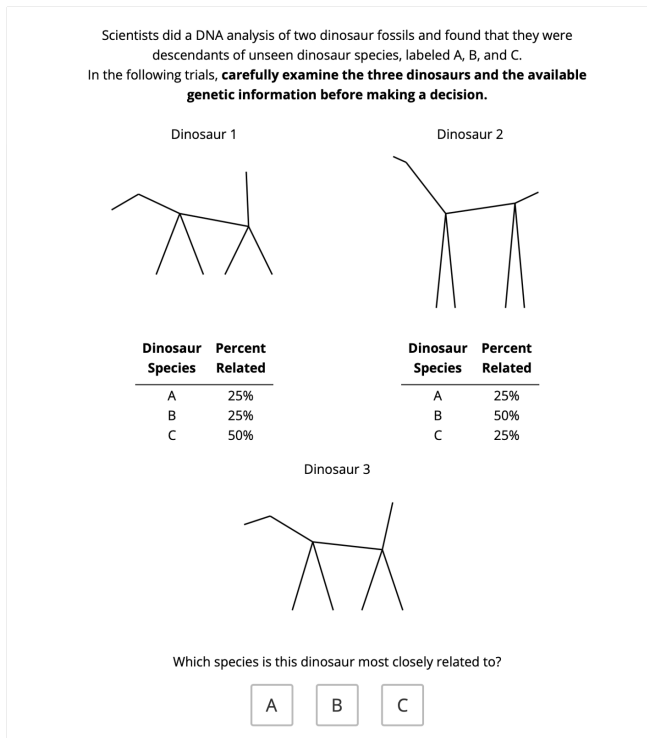 Scientists did a DNA analysis of two dinosaur fossils and found that they were
descendants of unseen dinosaur species, labeled A, B, and C.
In the following trials, carefully examine the three dinosaurs and the available
genetic information before making a decision.
Dinosaur 1
Dinosaur 2
Dinosaur Percent
Species Related
A 25%
B 25%
C 50%
Dinosaur Percent
Species Related
A 25%
B 50%
C 25%
Dinosaur 3
Which species is this dinosaur most closely related to?
A B C